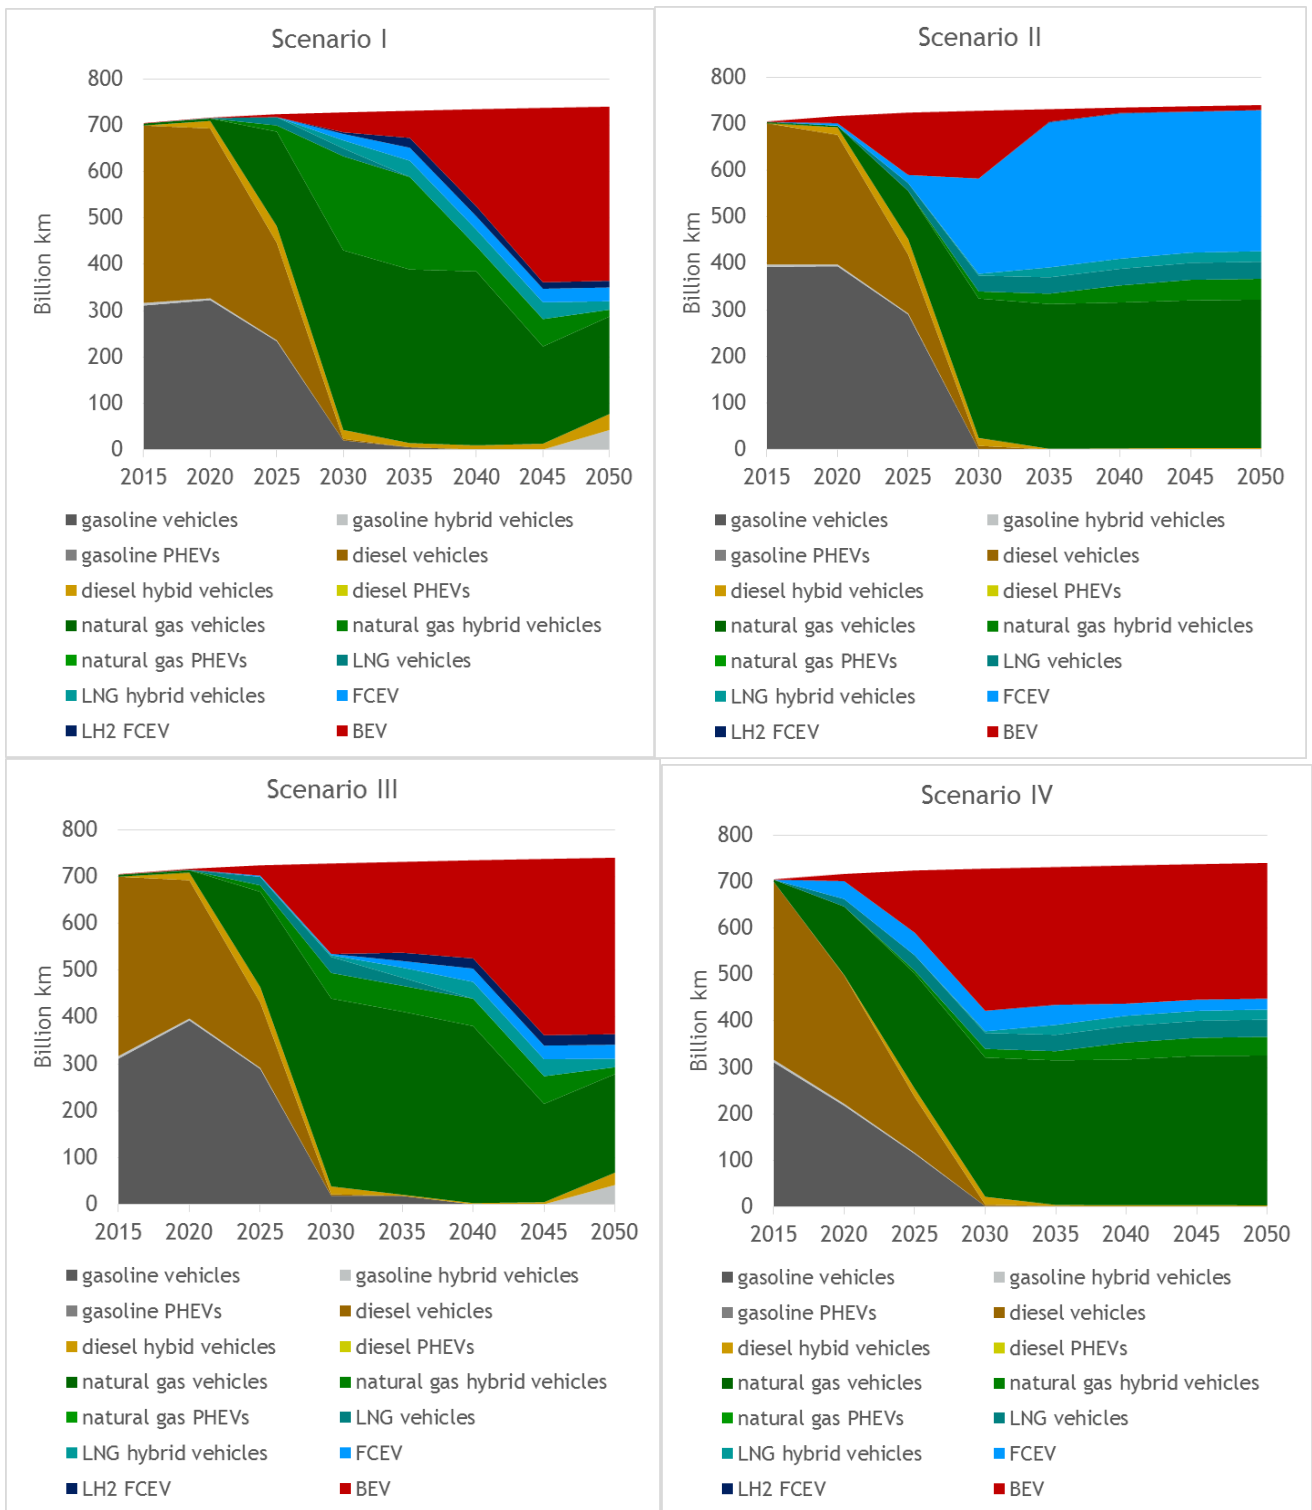 Scenario I
Billion km
800
700
600
500
400
300
200
100
0
2015 2020 2025 2030 2035 2040 2045 2050
gasoline vehicles
gasoline hybrid vehicles
gasoline PHEVs
diesel vehicles
diesel hybid vehicles
diesel PHEVs
natural gas vehicles
natural gas hybrid vehicles
natural gas PHEVs
LNG vehicles
LNG hybrid vehicles
FCEV
LH2 FCEV
BEV
Scenario II
Billion km
800
700
600
500
400
300
200
100
0
2015 2020 2025 2030 2035 2040 2045 2050
gasoline vehicles
gasoline hybrid vehicles
gasoline PHEVs
diesel vehicles
diesel hybid vehicles
diesel PHEVs
natural gas vehicles
natural gas hybrid vehicles
natural gas PHEVs
LNG vehicles
LNG hybrid vehicles
FCEV
LH2 FCEV
BEV
Scenario III
Billion km
800
700
600
500
400
300
200
100
0
2015 2020 2025 2030 2035 2040 2045 2050
gasoline vehicles
gasoline hybrid vehicles
gasoline PHEVs
diesel vehicles
diesel hybid vehicles
diesel PHEVs
natural gas vehicles
natural gas hybrid vehicles
natural gas PHEVs
LNG vehicles
LNG hybrid vehicles
FCEV
LH2 FCEV
BEV
Scenario IV
Billion km
800
700
600
500
400
300
200
100
0
2015 2020 2025 2030 2035 2040 2045 2050
gasoline vehicles
gasoline hybrid vehicles
gasoline PHEVs
diesel vehicles
diesel hybid vehicles
diesel PHEVs
natural gas vehicles
natural gas hybrid vehicles
natural gas PHEVs
LNG vehicles
LNG hybrid vehicles
FCEV
LH2 FCEV
BEV